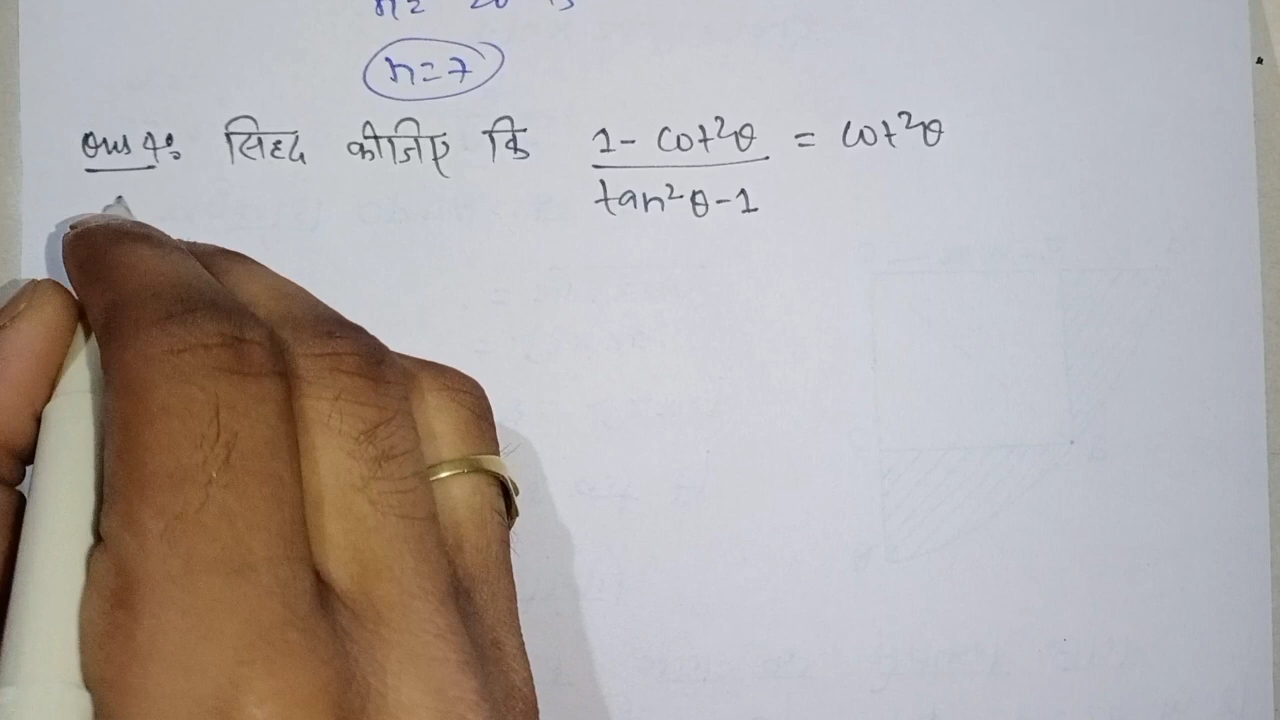 n=7
Ques 4: सिद्ध कीजिए कि 1-cot²θ = cot²θ
tan²θ-1